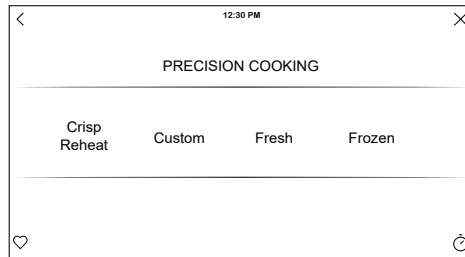 12:30 PM
PRECISION COOKING
Crisp
Reheat
Custom
Fresh
Frozen